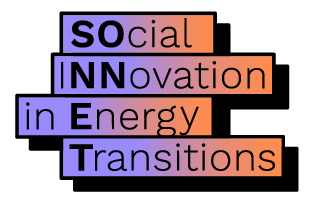 SOcial
INNovation
in Energy
Transitions